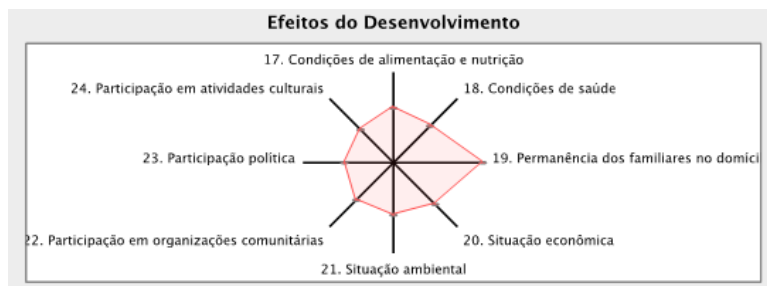 Efeitos do Desenvolvimento
17. Condições de alimentação e nutrição
24. Participação em atividades culturais
18. Condições de saúde
23. Participação política
19. Permanência dos familiares no domíci
22. Participação em organizações comunitárias
20. Situação econômica
21. Situação ambiental